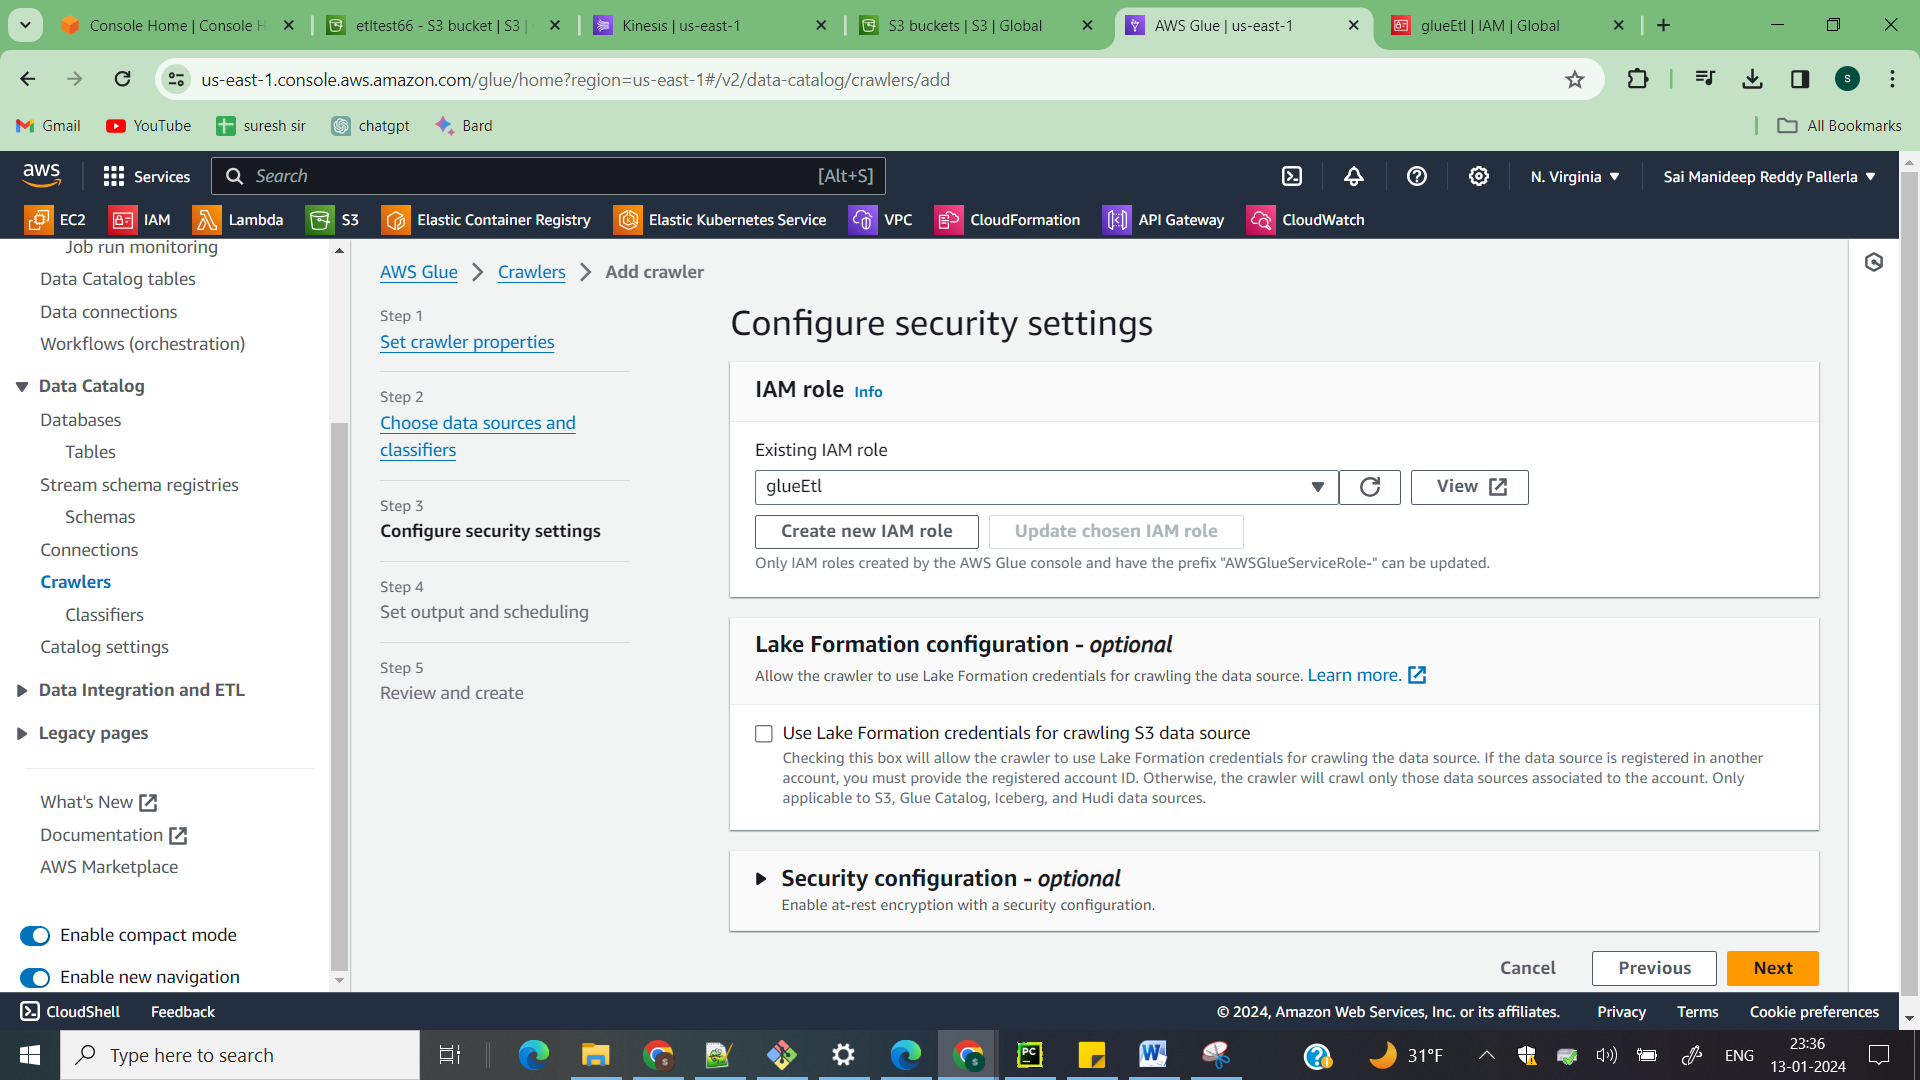 Console Home | Console H
etltest66 - S3 bucket | S3 |
Kinesis | us-east-1
S3 buckets | S3 | Global
AWS Glue | us-east-1
glueEtl | IAM | Global
us-east-1.console.aws.amazon.com/glue/home?region=us-east-1#/v2/data-catalog/crawlers/add
S
Gmail
YouTube
suresh sir
chatgpt
Bard
All Bookmarks
aws
Services
Search
[Alt+S]
N. Virginia
Sai Manideep Reddy Pallerla
EC2
IAM
Lambda
S3
Elastic Container Registry
Elastic Kubernetes Service
VPC
CloudFormation
API Gateway
CloudWatch
Job run monitoring
Data Catalog tables
Data connections
Workflows (orchestration)
Data Catalog
Databases
Tables
Stream schema registries
Schemas
Connections
Crawlers
Classifiers
Catalog settings
Data Integration and ETL
Legacy pages
What's New
Documentation
AWS Marketplace
Enable compact mode
Enable new navigation
AWS Glue
Crawlers
Add crawler
Step 1
Set crawler properties
Step 2
Choose data sources and
classifiers
Step 3
Configure security settings
Step 4
Set output and scheduling
Step 5
Review and create
Configure security settings
IAM role Info
Existing IAM role
glueEtl
View
Create new IAM role
Update chosen IAM role
Only IAM roles created by the AWS Glue console and have the prefix "AWSGlueServiceRole-" can be updated.
Lake Formation configuration - optional
Allow the crawler to use Lake Formation credentials for crawling the data source. Learn more.
Use Lake Formation credentials for crawling S3 data source
Checking this box will allow the crawler to use Lake Formation credentials for crawling the data source. If the data source is registered in another
account, you must provide the registered account ID. Otherwise, the crawler will crawl only those data sources associated to the account. Only
applicable to S3, Glue Catalog, Iceberg, and Hudi data sources.
Security configuration - optional
Enable at-rest encryption with a security configuration.
Cancel
Previous
Next
CloudShell
Feedback
© 2024, Amazon Web Services, Inc. or its affiliates.
Privacy
Terms
Cookie preferences
Type here to search
PC
31°F
ENG
23:36
13-01-2024